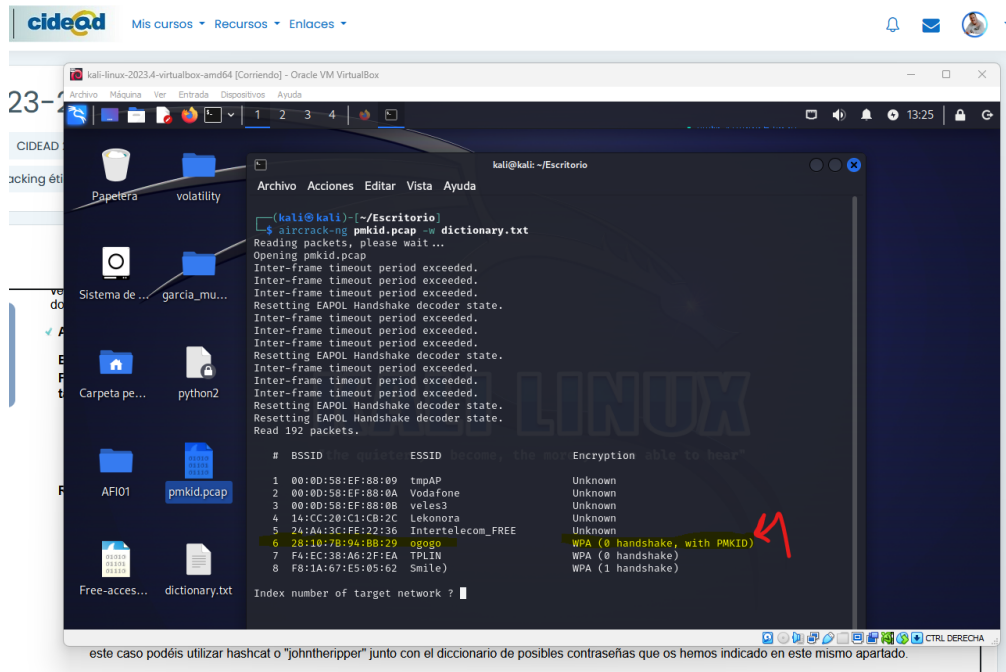 cidead Mis cursos Recursos Enlaces
kali-linux-2023.4-virtualbox-amd64 [Corriendo] - Oracle VM VirtualBox
Archivo Máquina Ver Entrada Dispositivos Ayuda
23-2
1 2 3 4 13:25
CIDEAD
acking éti
kali@kali: ~/Escritorio
Archivo Acciones Editar Vista Ayuda
Papelera volatility
(kali㉿kali)-[~/Escritorio]
$ aircrack-ng pmkid.pcap -w dictionary.txt
Reading packets, please wait...
Opening pmkid.pcap
Inter-frame timeout period exceeded.
Inter-frame timeout period exceeded.
Inter-frame timeout period exceeded.
Resetting EAPOL Handshake decoder state.
Inter-frame timeout period exceeded.
Inter-frame timeout period exceeded.
Inter-frame timeout period exceeded.
Resetting EAPOL Handshake decoder state.
Inter-frame timeout period exceeded.
Inter-frame timeout period exceeded.
Inter-frame timeout period exceeded.
Resetting EAPOL Handshake decoder state.
Resetting EAPOL Handshake decoder state.
Read 192 packets.
Sistema de ... garcia_mu...
do
Carpeta pe... python2
KALI LINUX
# BSSID ESSID Encryption
1 00:0D:58:EF:88:09 tmpAP Unknown
2 00:0D:58:EF:88:0A Vodafone Unknown
3 00:0D:58:EF:88:0B veles3 Unknown
4 14:CC:20:C1:CB:2C Lekonora Unknown
5 24:A4:3C:FE:22:36 Intertelecom_FREE Unknown
6 28:10:7B:94:BB:29 ogogo WPA (0 handshake, with PMKID)
7 F4:EC:38:A6:2F:EA TPLIN WPA (0 handshake)
8 F8:1A:67:E5:05:62 Smile) WPA (1 handshake)
Index number of target network ?
AFI01 pmkid.pcap
Free-acces... dictionary.txt
CTRL DERECHA
este caso podéis utilizar hashcat o "johntheripper" junto con el diccionario de posibles contraseñas que os hemos indicado en este mismo apartado.